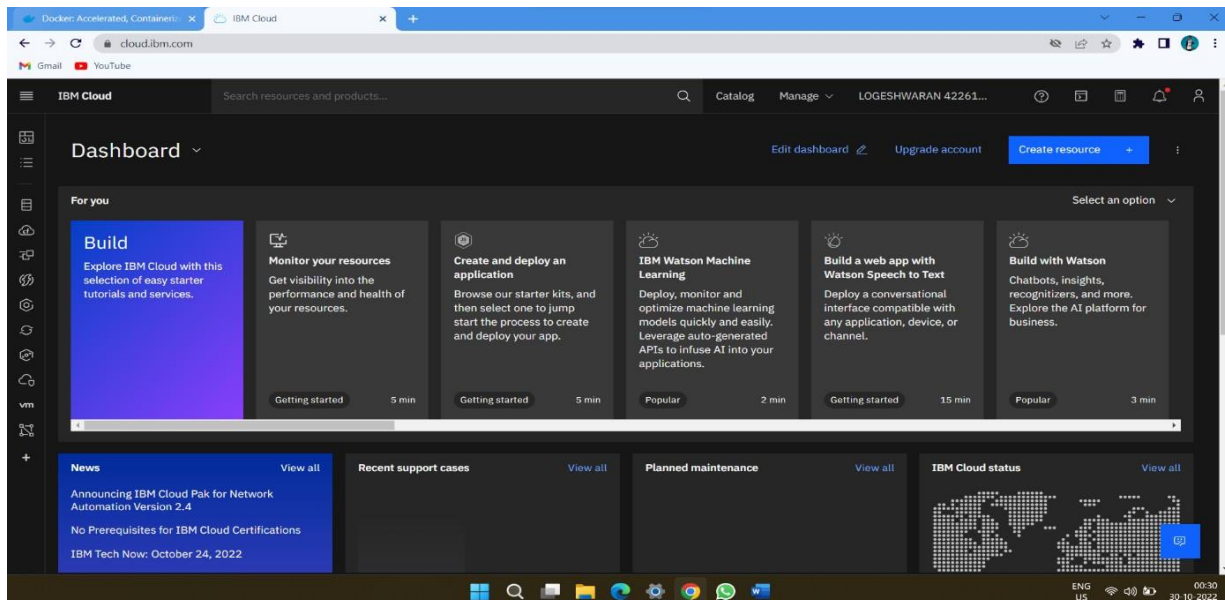 Docker: Accelerated, Containeriz
IBM Cloud
cloud.ibm.com
Gmail
YouTube
IBM Cloud
Search resources and products...
Catalog
Manage
LOGESHWARAN 42261...
Dashboard
Edit dashboard
Upgrade account
Create resource +
For you
Select an option
Build
Explore IBM Cloud with this
selection of easy starter
tutorials and services.
Monitor your resources
Get visibility into the
performance and health of
your resources.
Getting started
5 min
Create and deploy an
application
Browse our starter kits, and
then select one to jump
start the process to create
and deploy your app.
Getting started
5 min
IBM Watson Machine
Learning
Deploy, monitor and
optimize machine learning
models quickly and easily.
Leverage auto-generated
APIs to infuse AI into your
applications.
Popular
2 min
Build a web app with
Watson Speech to Text
Deploy a conversational
interface compatible with
any application, device, or
channel.
Getting started
15 min
Build with Watson
Chatbots, insights,
recognizers, and more.
Explore the AI platform for
business.
Popular
3 min
vm
News
View all
Announcing IBM Cloud Pak for Network
Automation Version 2.4
No Prerequisites for IBM Cloud Certifications
IBM Tech Now: October 24, 2022
Recent support cases
View all
Planned maintenance
View all
IBM Cloud status
View all
ENG
US
00:30
30-10-2022